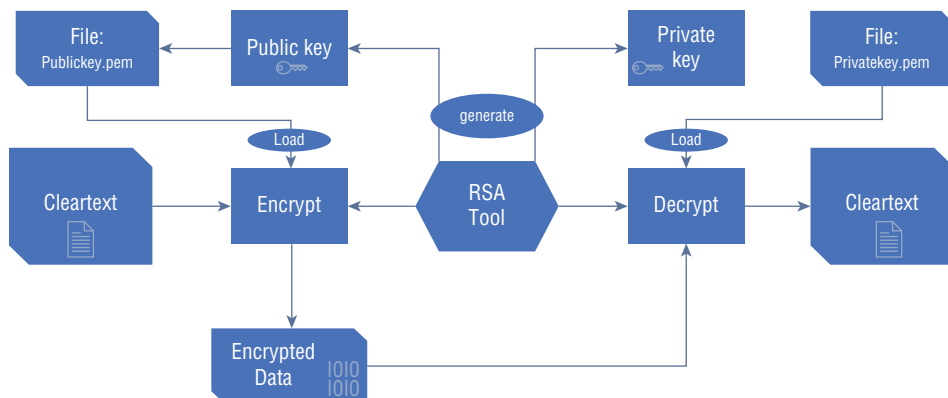 File:
Publickey.pem
Public key
Private
key
File:
Privatekey.pem
generate
Load
Load
Cleartext
Encrypt
RSA
Tool
Decrypt
Cleartext
Encrypted
Data
IOIO
IOIO